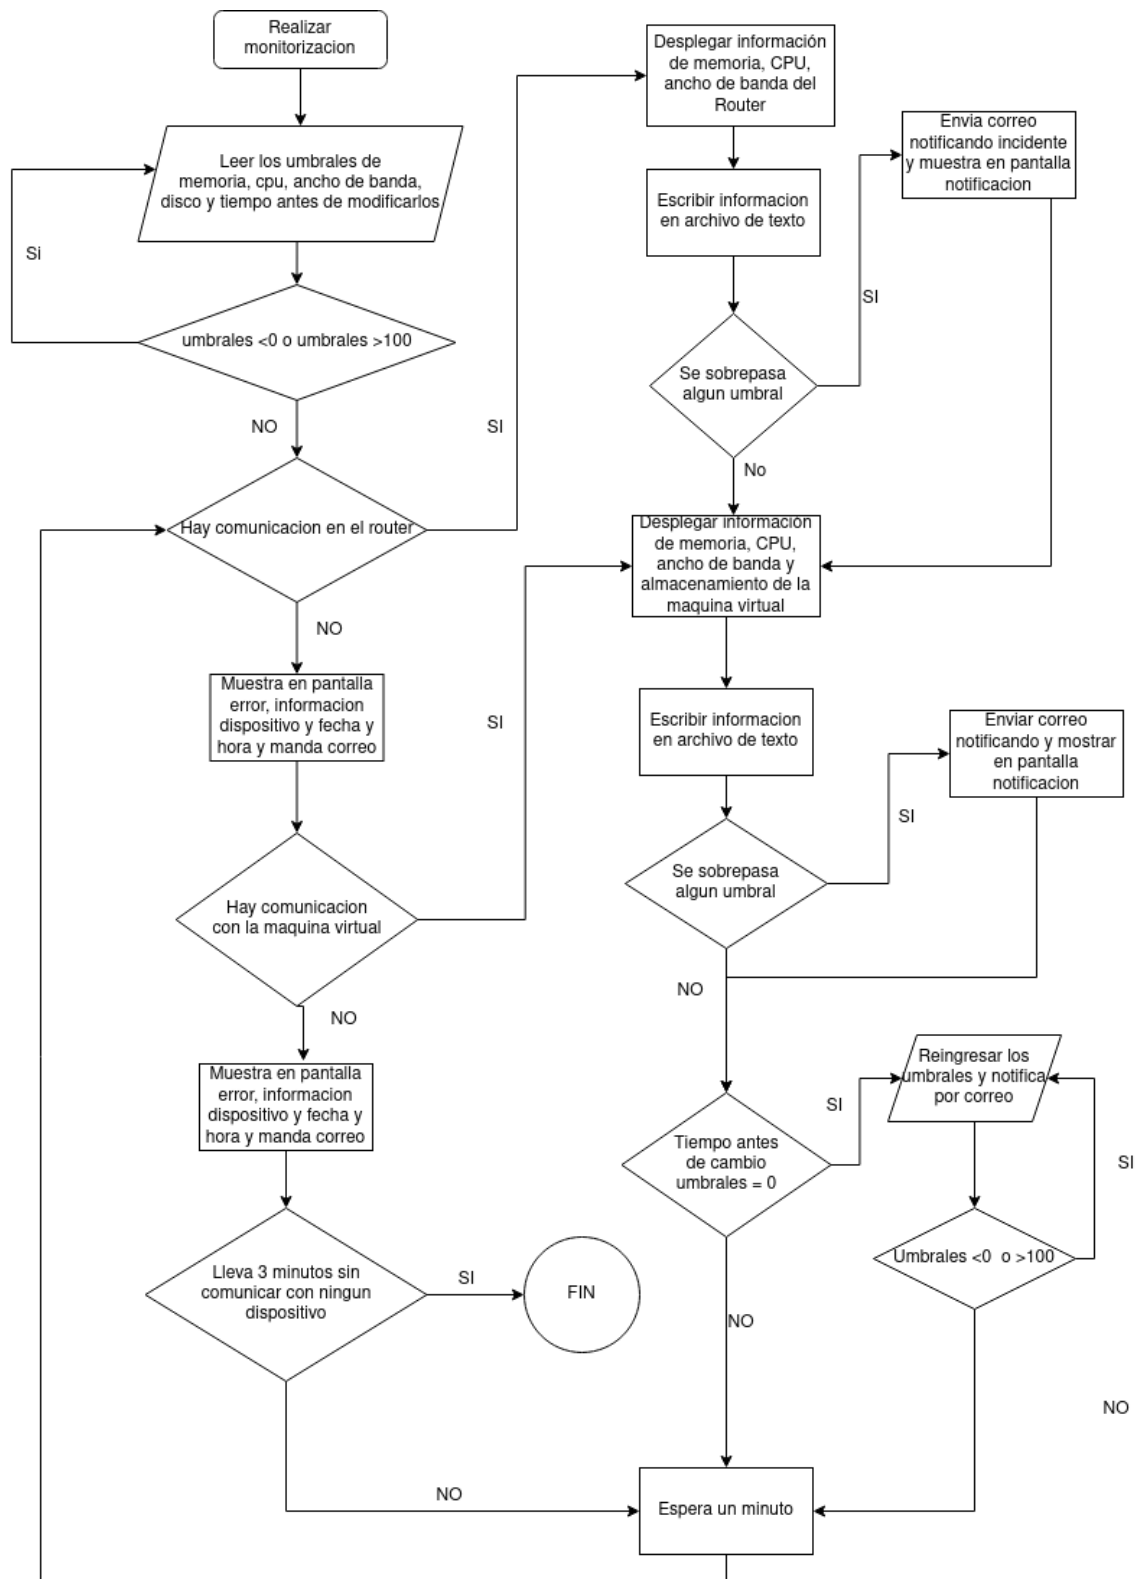 Realizar
monitorizacion
Leer los umbrales de
memoria, cpu, ancho de banda,
disco y tiempo antes de modificarlos
Si
umbrales <0 o umbrales >100
NO
SI
Hay comunicacion en el router
NO
Muestra en pantalla
error, informacion
dispositivo y fecha y
hora y manda correo
SI
Hay comunicacion
con la maquina virtual
NO
Muestra en pantalla
error, informacion
dispositivo y fecha y
hora y manda correo
Lleva 3 minutos sin
comunicar con ningun
dispositivo
SI
FIN
NO
Desplegar información
de memoria, CPU,
ancho de banda del
Router
Escribir informacion
en archivo de texto
Se sobrepasa
algun umbral
SI
Envia correo
notificando incidente
y muestra en pantalla
notificacion
No
Desplegar información
de memoria, CPU,
ancho de banda y
almacenamiento de la
maquina virtual
Escribir informacion
en archivo de texto
Se sobrepasa
algun umbral
SI
Enviar correo
notificando y mostrar
en pantalla
notificacion
NO
Tiempo antes
de cambio
umbrales = 0
SI
Reingresar los
umbrales y notifica
por correo
SI
Umbrales <0 o >100
NO
NO
Espera un minuto